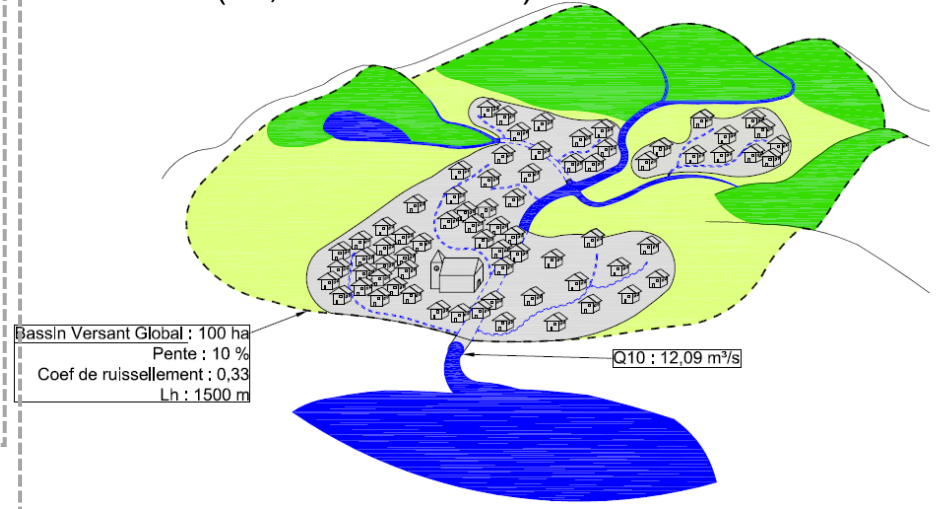 Bassin Versant Global : 100 ha
Pente : 10 %
Coef de ruissellement : 0,33
Lh : 1500 m
Q10 : 12,09 m³/s